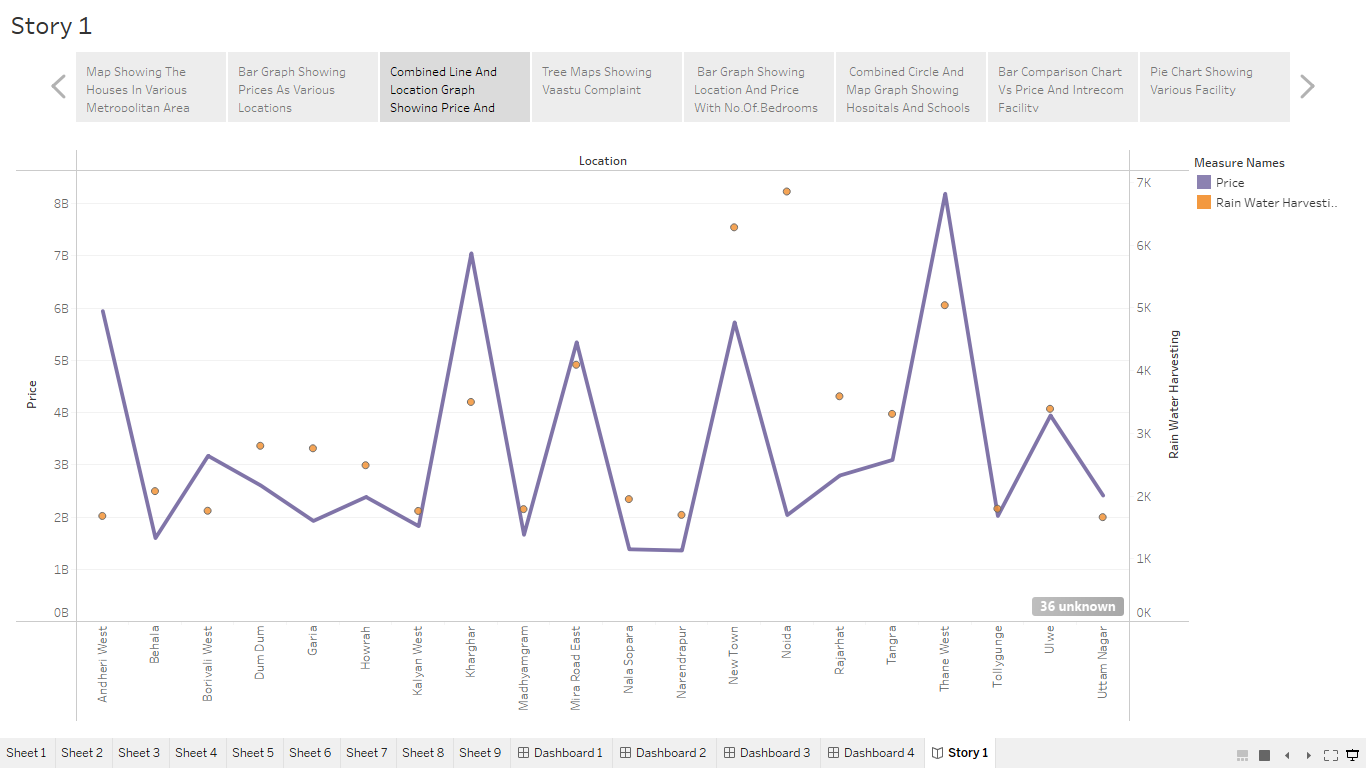 Story 1
Map Showing The
Houses In Various
Metropolitan Area
Bar Graph Showing
Prices As Various
Locations
Combined Line And
Location Graph
Showing Price And
Tree Maps Showing
Vaastu Complaint
Bar Graph Showing
Location And Price
With No.Of.Bedrooms
Combined Circle And
Map Graph Showing
Hospitals And Schools
Bar Comparison Chart
Vs Price And Intrecom
Facility
Pie Chart Showing
Various Facility
Location
Measure Names
Price
Rain Water Harvesti..
Price
8B
7B
6B
5B
4B
3B
2B
1B
0B
7K
6K
5K
4K
3K
2K
1K
0K
Rain Water Harvesting
36 unknown
Andheri West
Behala
Borivali West
Dum Dum
Garia
Howrah
Kalyan West
Kharghar
Madhyamgram
Mira Road East
Nala Sopara
Narendrapur
New Town
Noida
Rajarhat
Tangra
Thane West
Tollygunge
Ulwe
Uttam Nagar
Sheet 1
Sheet 2
Sheet 3
Sheet 4
Sheet 5
Sheet 6
Sheet 7
Sheet 8
Sheet 9
Dashboard 1
Dashboard 2
Dashboard 3
Dashboard 4
Story 1